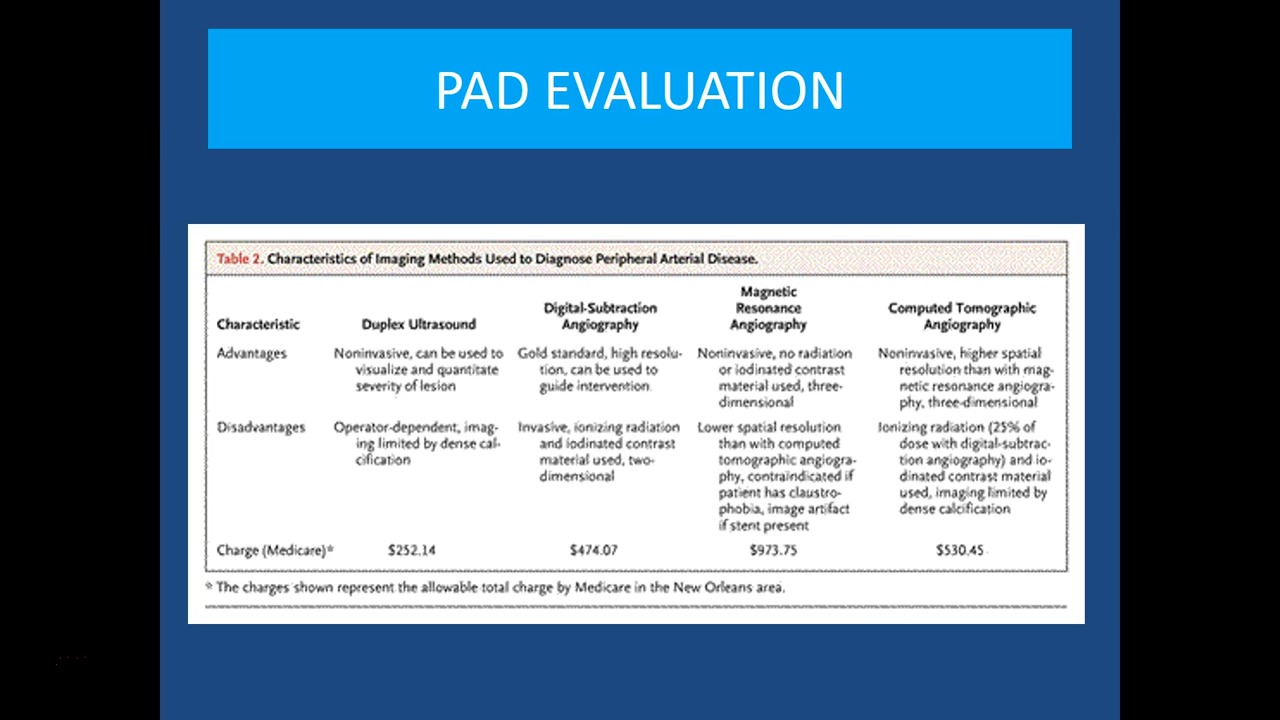 PAD EVALUATION
Table 2. Characteristics of Imaging Methods Used to Diagnose Peripheral Arterial Disease.
Characteristic
Duplex Ultrasound
Digital-Subtraction
Angiography
Magnetic
Resonance
Angiography
Computed Tomographic
Angiography
Advantages
Noninvasive, can be used to
visualize and quantitate
severity of lesion
Gold standard, high resolu-
tion, can be used to
guide intervention
Noninvasive, no radiation
or iodinated contrast
material used, three-
dimensional
Noninvasive, higher spatial
resolution than with mag-
netic resonance angiogra-
phy, three-dimensional
Disadvantages
Operator-dependent, imag-
ing limited by dense cal-
cification
Invasive, ionizing radiation
and iodinated contrast
material used, two-
dimensional
Lower spatial resolution
than with computed
tomographic angiogra-
phy, contraindicated if
patient has claustro-
phobia, image artifact
if stent present
Ionizing radiation (25% of
dose with digital-subtrac-
tion angiography) and io-
dinated contrast material
used, imaging limited by
dense calcification
Charge (Medicare)*
$252.14
$474.07
$973.75
$530.45
* The charges shown represent the allowable total charge by Medicare in the New Orleans area.